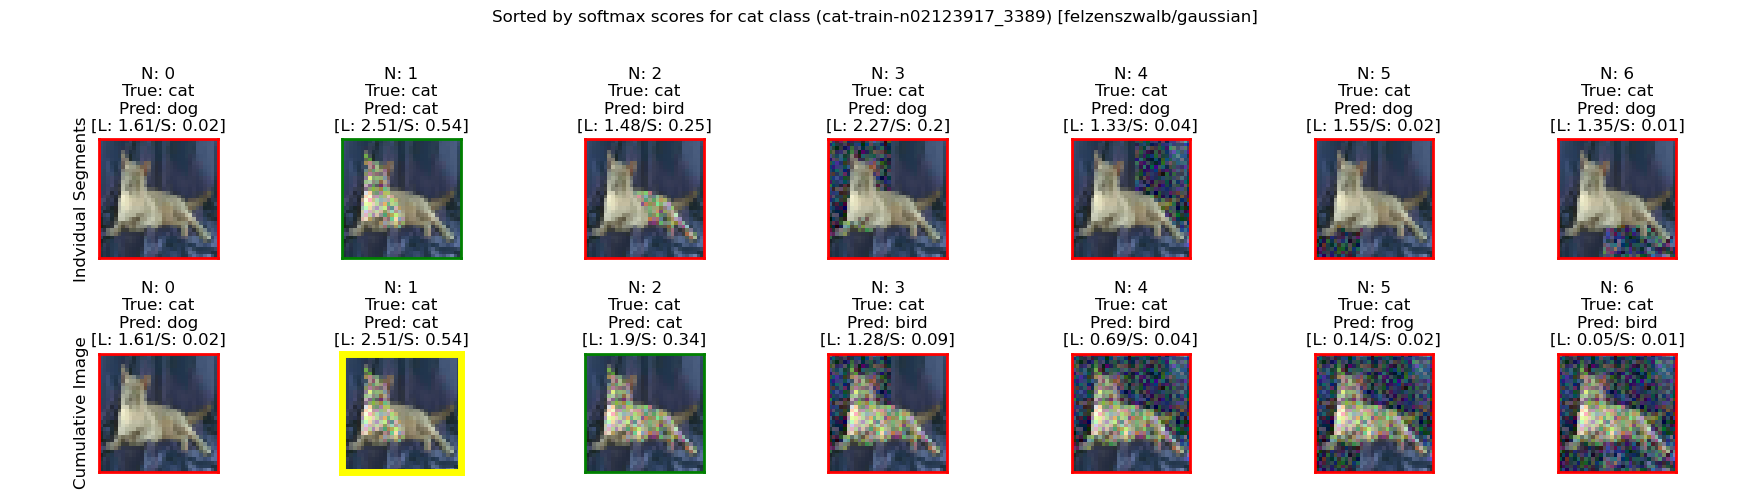 Sorted by softmax scores for cat class (cat-train-n02123917_3389) [felzenszwalb/gaussian]
Indvidual Segments
N: 0
True: cat
Pred: dog
[L: 1.61/S: 0.02]
N: 1
True: cat
Pred: cat
[L: 2.51/S: 0.54]
N: 2
True: cat
Pred: bird
[L: 1.48/S: 0.25]
N: 3
True: cat
Pred: dog
[L: 2.27/S: 0.2]
N: 4
True: cat
Pred: dog
[L: 1.33/S: 0.04]
N: 5
True: cat
Pred: dog
[L: 1.55/S: 0.02]
N: 6
True: cat
Pred: dog
[L: 1.35/S: 0.01]
Cumulative Image
N: 0
True: cat
Pred: dog
[L: 1.61/S: 0.02]
N: 1
True: cat
Pred: cat
[L: 2.51/S: 0.54]
N: 2
True: cat
Pred: cat
[L: 1.9/S: 0.34]
N: 3
True: cat
Pred: bird
[L: 1.28/S: 0.09]
N: 4
True: cat
Pred: bird
[L: 0.69/S: 0.04]
N: 5
True: cat
Pred: frog
[L: 0.14/S: 0.02]
N: 6
True: cat
Pred: bird
[L: 0.05/S: 0.01]